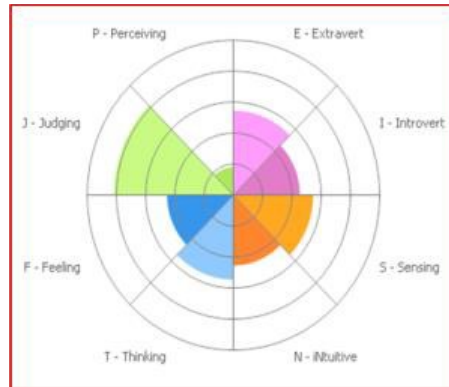 P - Perceiving
E - Extravert
J - Judging
I - Introvert
F - Feeling
S - Sensing
T - Thinking
N - iNtuitive